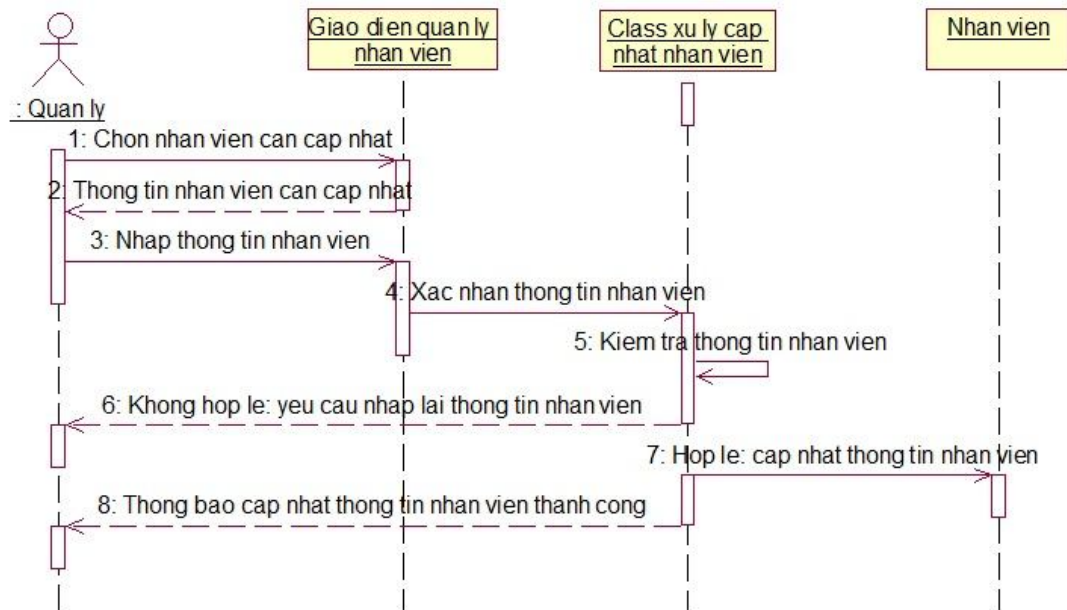 Giao dien quan ly
nhan vien
Class xu ly cap
nhat nhan vien
Nhan vien
: Quan ly
1: Chon nhan vien can cap nhat
2: Thong tin nhan vien can cap nhat
3: Nhap thong tin nhan vien
4: Xac nhan thong tin nhan vien
5: Kiem tra thong tin nhan vien
6: Khong hop le: yeu cau nhap lai thong tin nhan vien
7: Hop le: cap nhat thong tin nhan vien
8: Thong bao cap nhat thong tin nhan vien thanh cong